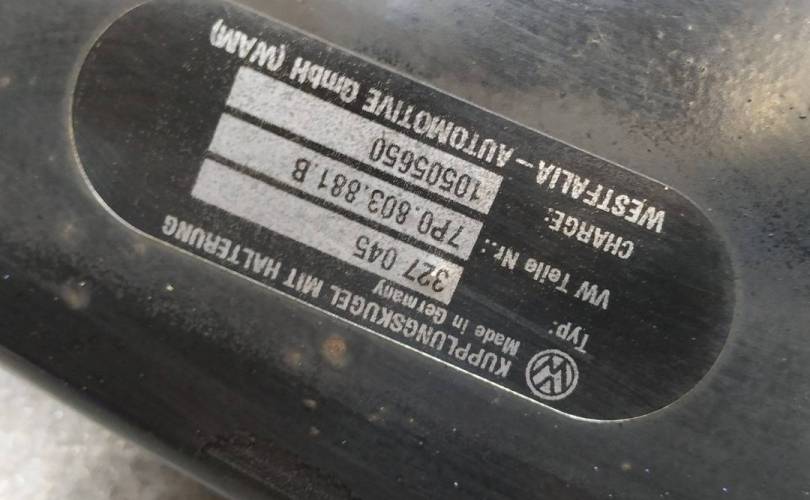 KUPPLUNGSKUGEL MIT HALTERUNG
Made in Germany
Typ: 327 045
VW Teile Nr.: 7P0.803.881.B
CHARGE: 10505650
WESTFALIA - AUTOMOTIVE GmbH (WAM)